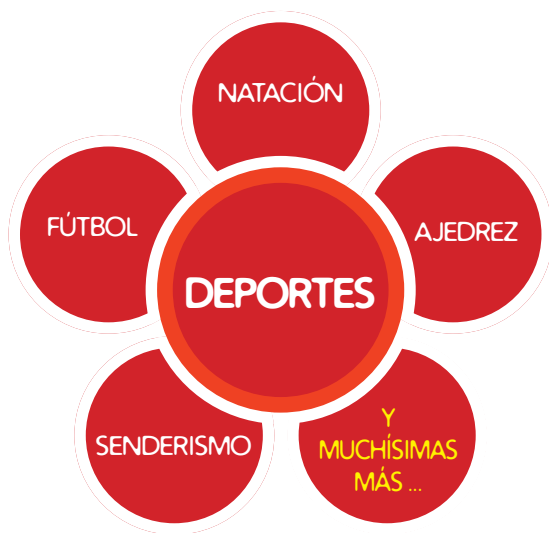 NATACIÓN
FÚTBOL
AJEDREZ
DEPORTES
SENDERISMO
Y
MUCHÍSIMAS
MÁS ...